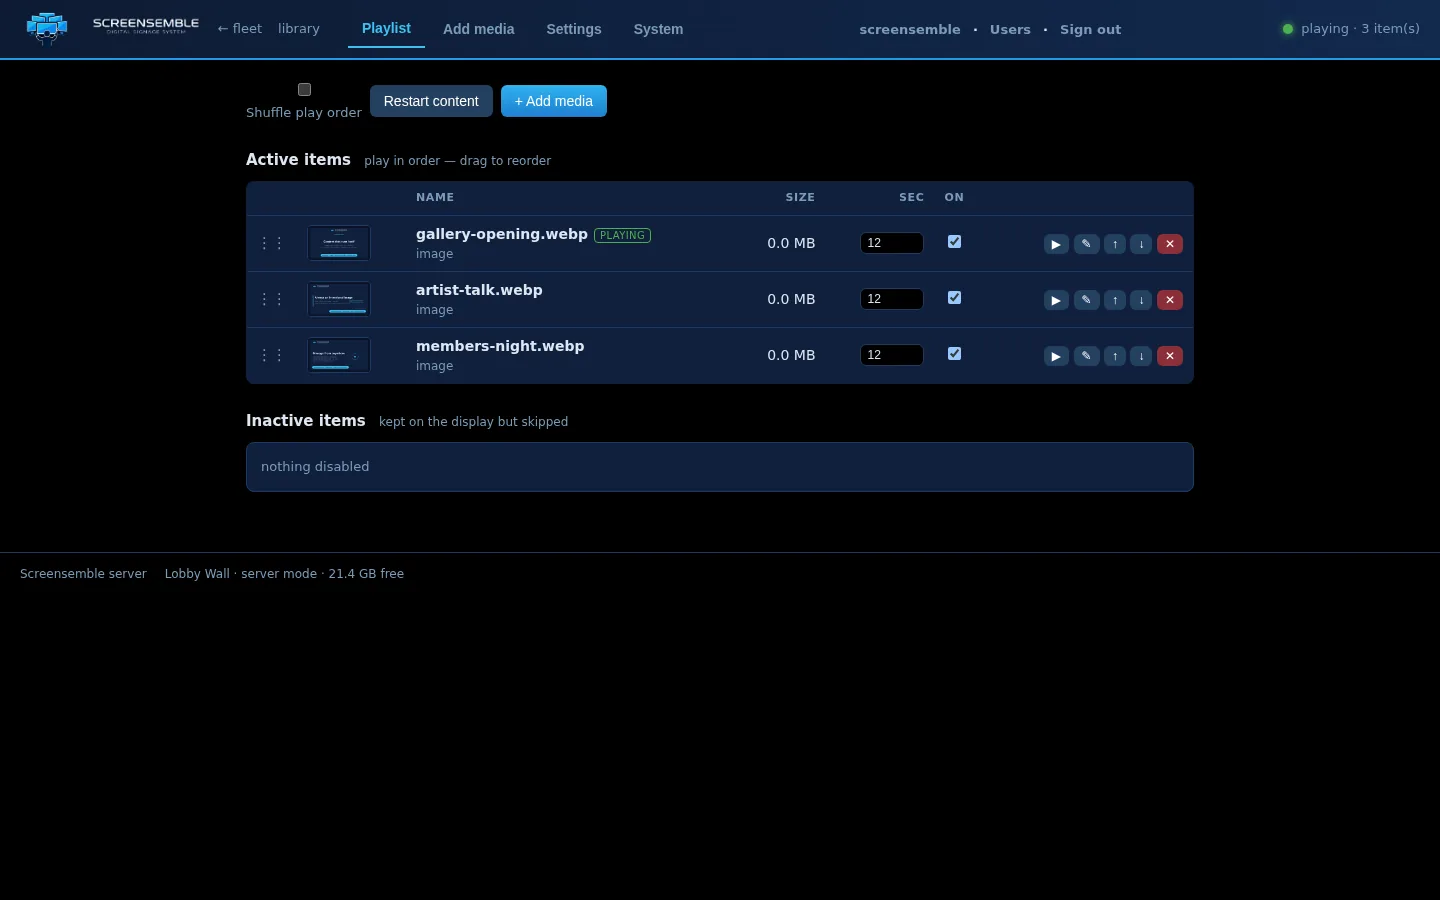 SCREENSEMBLE
DIGITAL SIGNAGE SYSTEM
← fleet library Playlist Add media Settings System screensemble · Users · Sign out playing · 3 item(s)
Shuffle play order Restart content + Add media
Active items play in order — drag to reorder
NAME SIZE SEC ON
gallery-opening.webp PLAYING 0.0 MB 12
image
artist-talk.webp 0.0 MB 12
image
members-night.webp 0.0 MB 12
image
Inactive items kept on the display but skipped
nothing disabled
Screensemble server Lobby Wall · server mode · 21.4 GB free